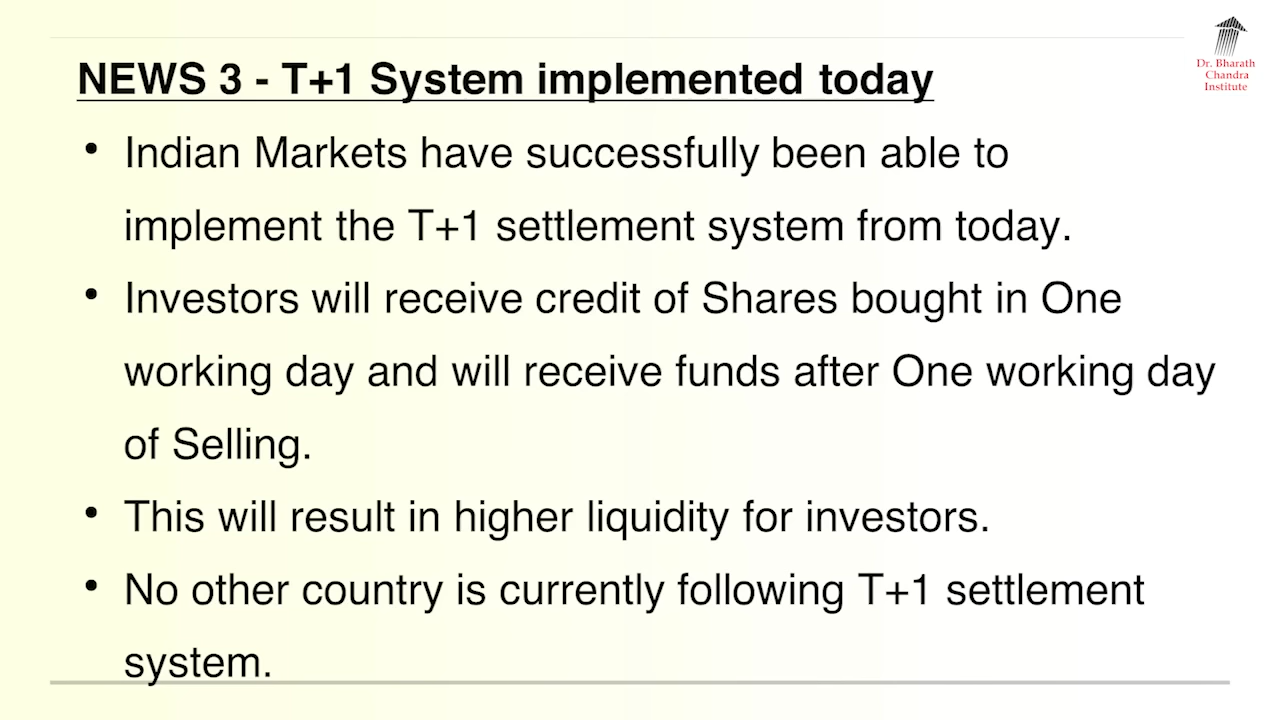 Dr. Bharath
Chandra
Institute
NEWS 3 - T+1 System implemented today
• Indian Markets have successfully been able to
implement the T+1 settlement system from today.
• Investors will receive credit of Shares bought in One
working day and will receive funds after One working day
of Selling.
• This will result in higher liquidity for investors.
• No other country is currently following T+1 settlement
system.